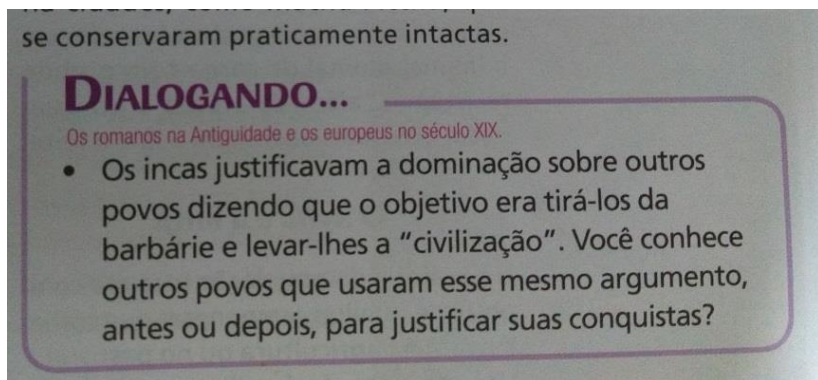 se conservaram praticamente intactas.
DIALOGANDO...
Os romanos na Antiguidade e os europeus no século XIX.
• Os incas justificavam a dominação sobre outros
povos dizendo que o objetivo era tirá-los da
barbárie e levar-lhes a “civilização”. Você conhece
outros povos que usaram esse mesmo argumento,
antes ou depois, para justificar suas conquistas?